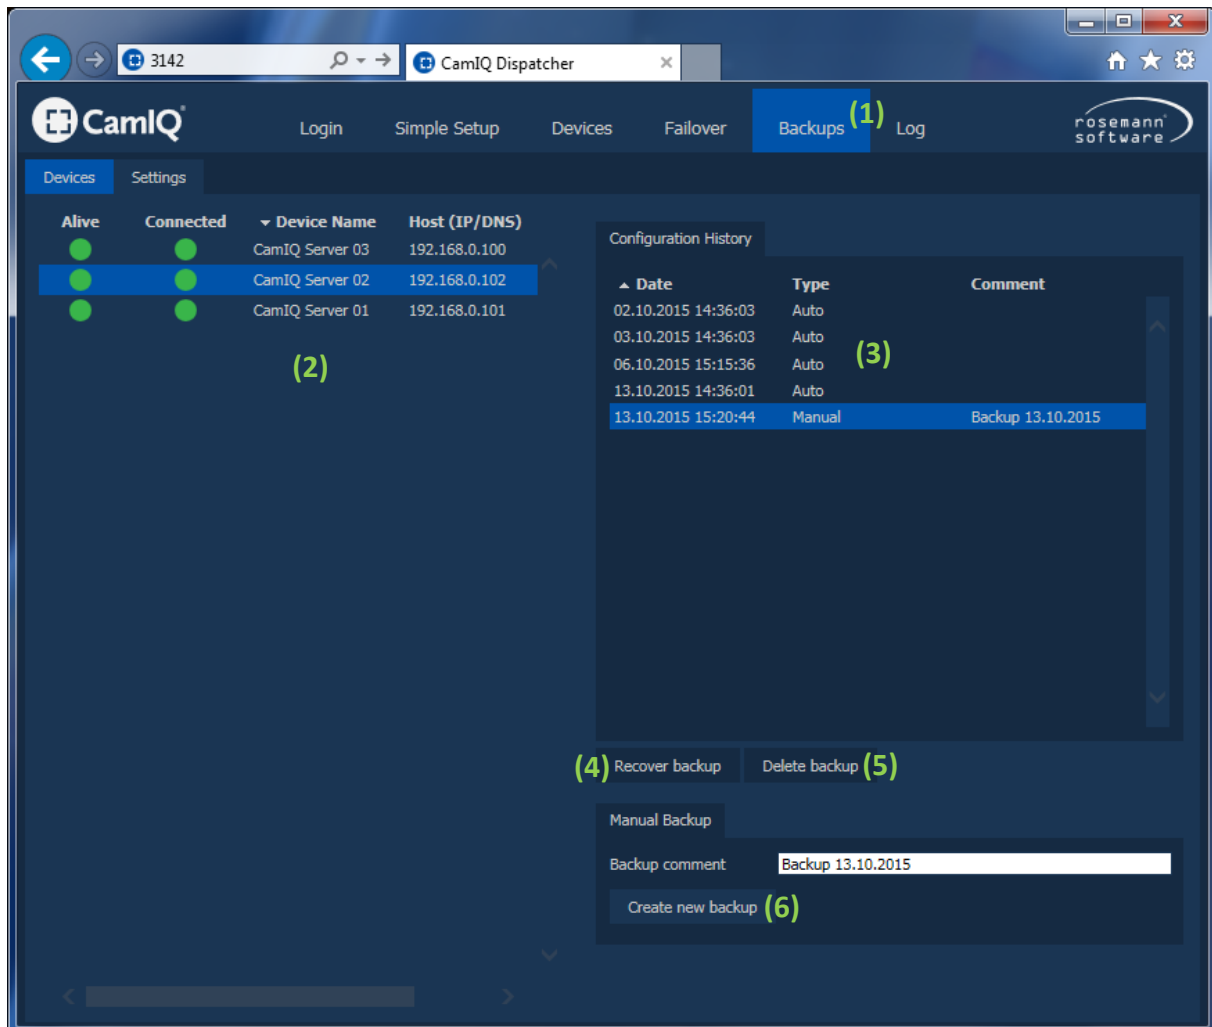 3142
CamIQ Dispatcher
CamIQ®
Login Simple Setup Devices Failover Backups (1) Log
rosemann
software
Devices Settings
Alive Connected Device Name Host (IP/DNS)
CamIQ Server 03 192.168.0.100
CamIQ Server 02 192.168.0.102
CamIQ Server 01 192.168.0.101
(2)
Configuration History
Date Type Comment
02.10.2015 14:36:03 Auto
03.10.2015 14:36:03 Auto
(3)
06.10.2015 15:15:36 Auto
13.10.2015 14:36:01 Auto
13.10.2015 15:20:44 Manual Backup 13.10.2015
(4) Recover backup Delete backup (5)
Manual Backup
Backup comment Backup 13.10.2015
Create new backup (6)